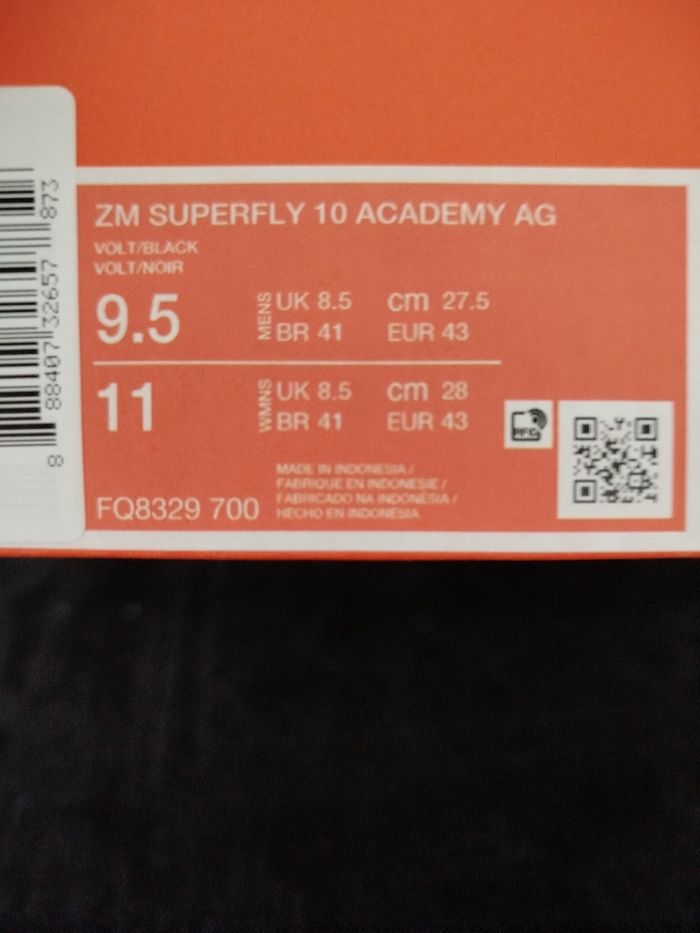 ZM SUPERFLY 10 ACADEMY AG
VOLT/BLACK
VOLT/NOIR
9.5 MENS UK 8.5 cm 27.5
BR 41 EUR 43
11 WMNS UK 8.5 cm 28
BR 41 EUR 43
RFID
MADE IN INDONESIA /
FABRIQUE EN INDONESIE /
FABRICADO NA INDONÉSIA /
HECHO EN INDONESIA
FQ8329 700
8 88407 32657 873